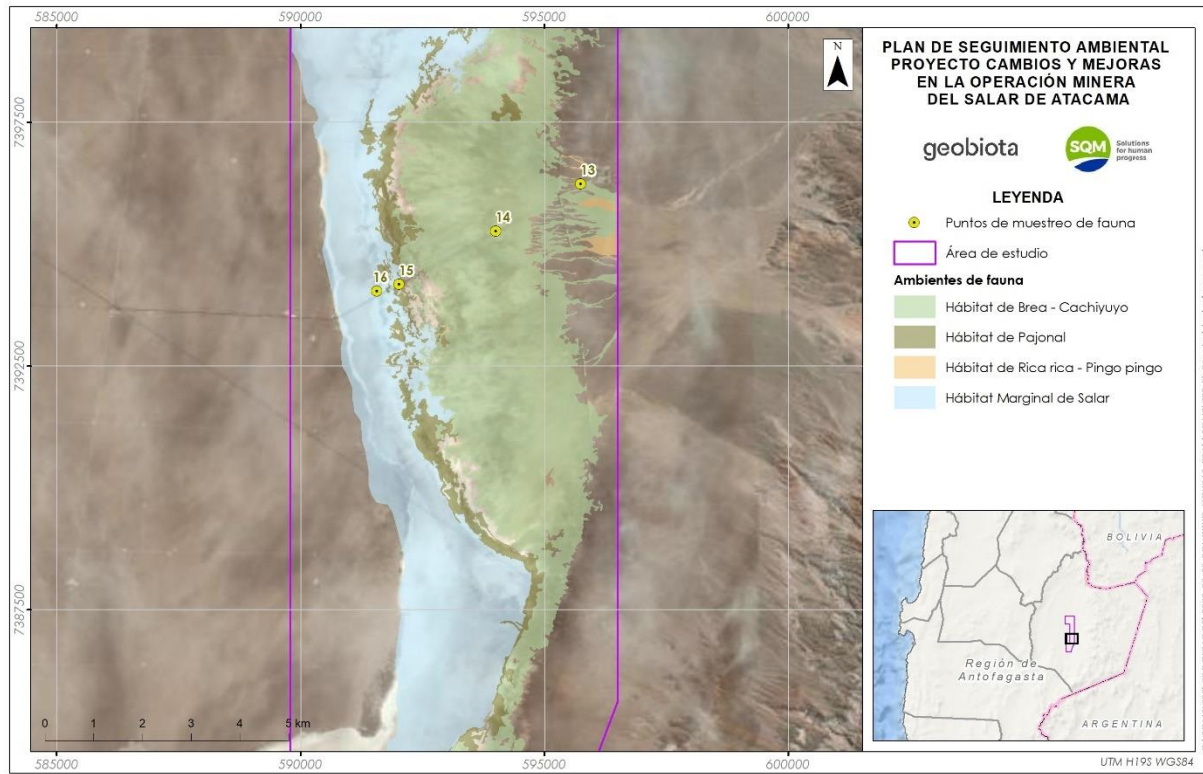 585000
590000
595000
600000
7397500
7392500
7387500
N
13
14
15
16
0
1
2
3
4
5 km
585000
590000
595000
600000
PLAN DE SEGUIMIENTO AMBIENTAL
PROYECTO CAMBIOS Y MEJORAS
EN LA OPERACIÓN MINERA
DEL SALAR DE ATACAMA
geobiota
SQM
Solutions
for human
progress
LEYENDA
Puntos de muestreo de fauna
Área de estudio
Ambientes de fauna
Hábitat de Brea - Cachiyuyo
Hábitat de Pajonal
Hábitat de Rica rica - Pingo pingo
Hábitat Marginal de Salar
BOLIVIA
Región de
Antofagasta
ARGENTINA
UTM H19S WGS84